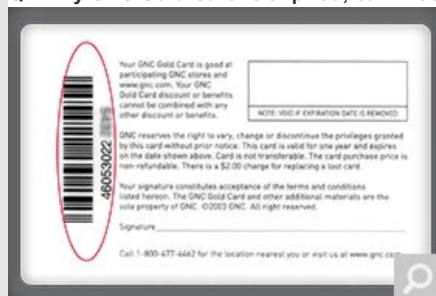 Your GNC Gold Card is good at
participating GNC stores and
www.gnc.com. Your GNC
Gold Card discount or benefits
cannot be combined with any
other discount or benefits.
NOTE: VOID IF EXPIRATION DATE IS REMOVED
GNC reserves the right to vary, change or discontinue the privileges granted
by this card without prior notice. This card is valid for one year and expires
on the date shown above. Card is not transferable. The card purchase price is
non-refundable. There is a $2.00 charge for replacing a lost card.
Your signature constitutes acceptance of the terms and conditions
listed hereon. The GNC Gold Card and other additional materials are the
sole property of GNC. ©2003 GNC. All right reserved.
Signature
Call 1-800-477-4462 for the location nearest you or visit us at www.gnc.com
46053022